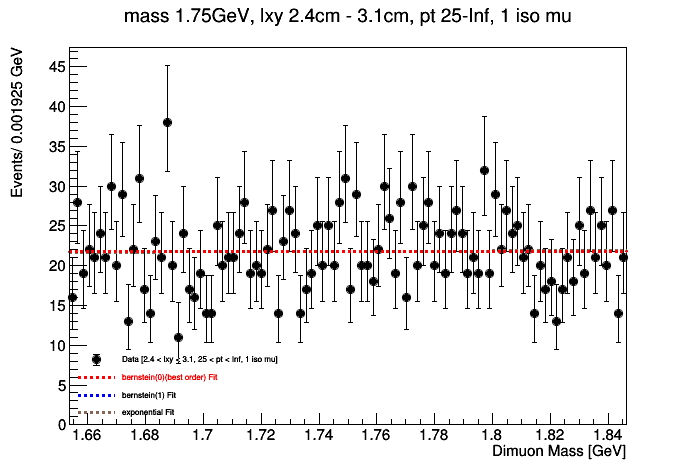 mass 1.75GeV, lxy 2.4cm - 3.1cm, pt 25-Inf, 1 iso mu
Events/ 0.001925 GeV
45
40
35
30
25
20
15
10
5
0
Data [2.4 < lxy < 3.1, 25 < pt < Inf, 1 iso mu]
bernstein(0)(best order) Fit
bernstein(1) Fit
exponential Fit
1.66 1.68 1.7 1.72 1.74 1.76 1.78 1.8 1.82 1.84
Dimuon Mass [GeV]